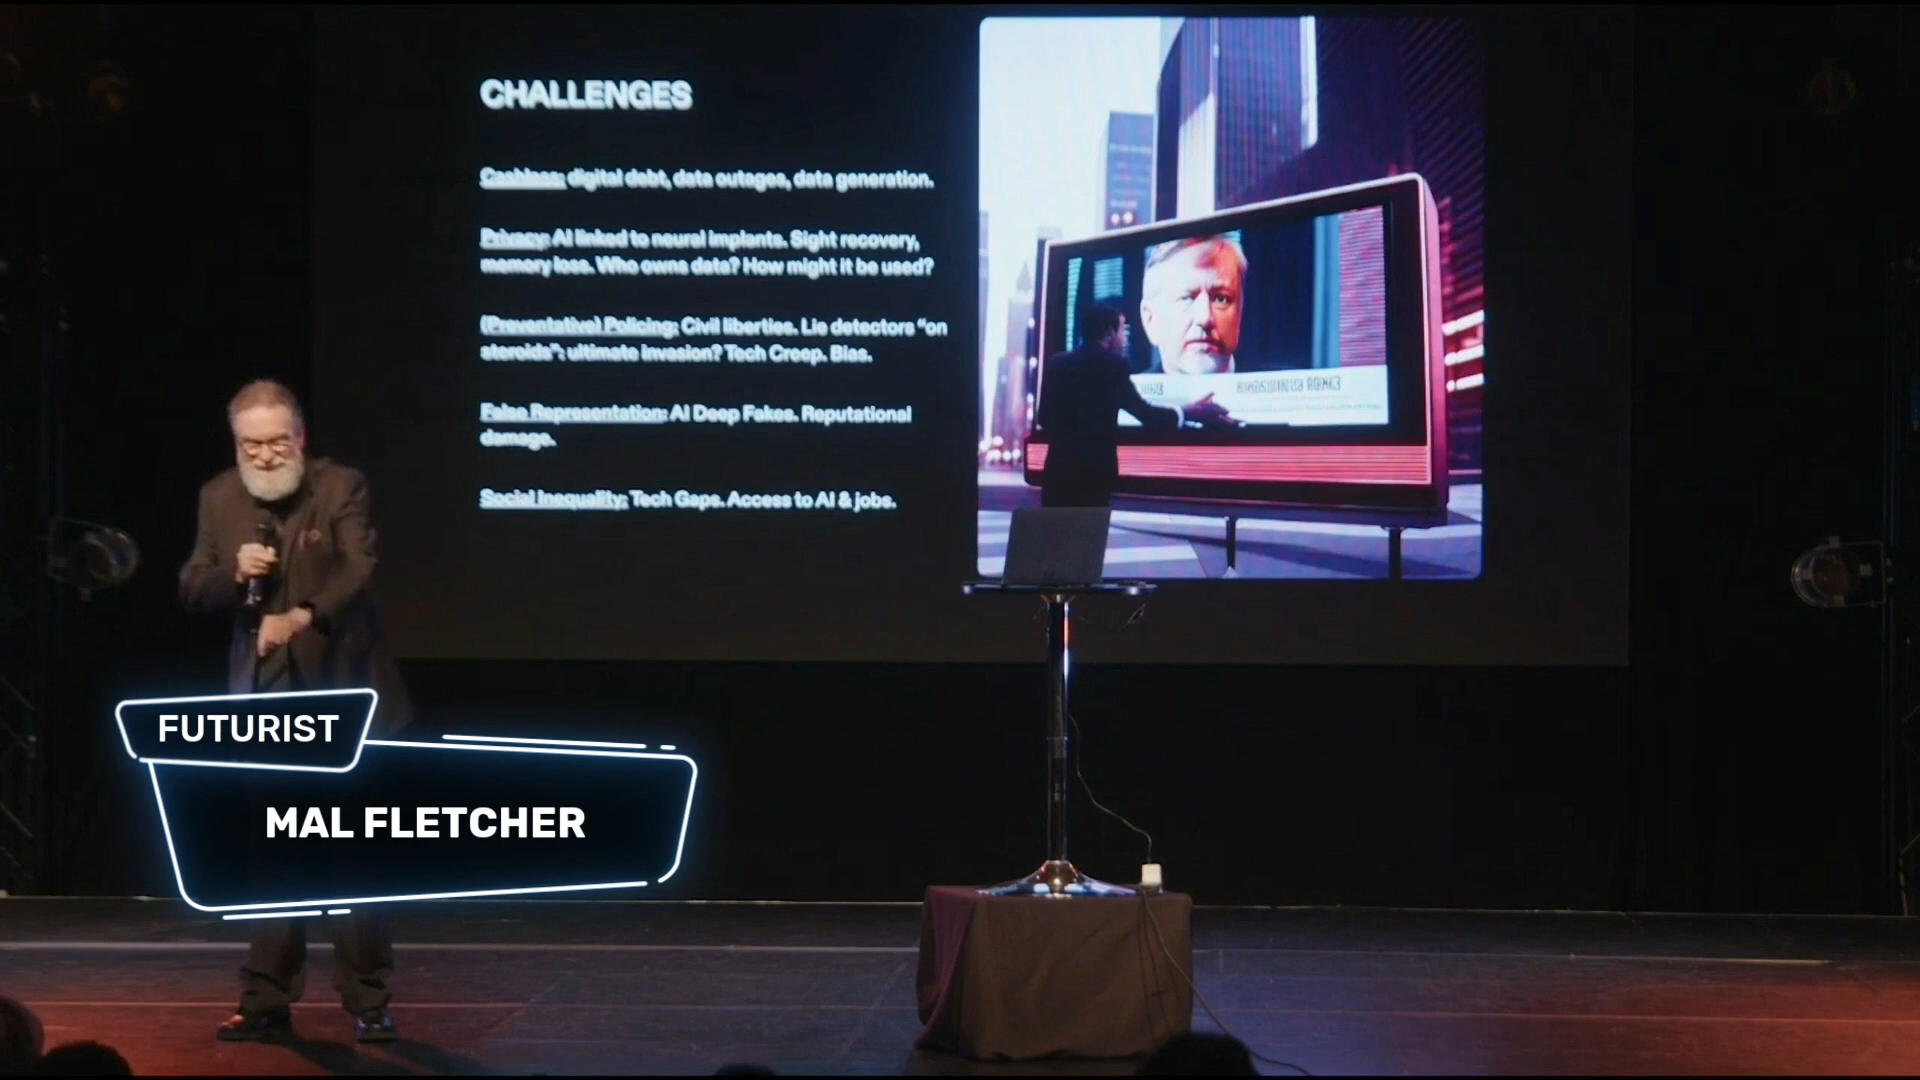 CHALLENGES
Cashless: digital debt, data outages, data generation.
Privacy: AI linked to neural implants. Sight recovery,
memory loss. Who owns data? How might it be used?
(Preventative) Policing: Civil liberties. Lie detectors “on
steroids”: ultimate invasion? Tech Creep. Bias.
False Representation: AI Deep Fakes. Reputational
damage.
Social Inequality: Tech Gaps. Access to AI & jobs.
FUTURIST
MAL FLETCHER